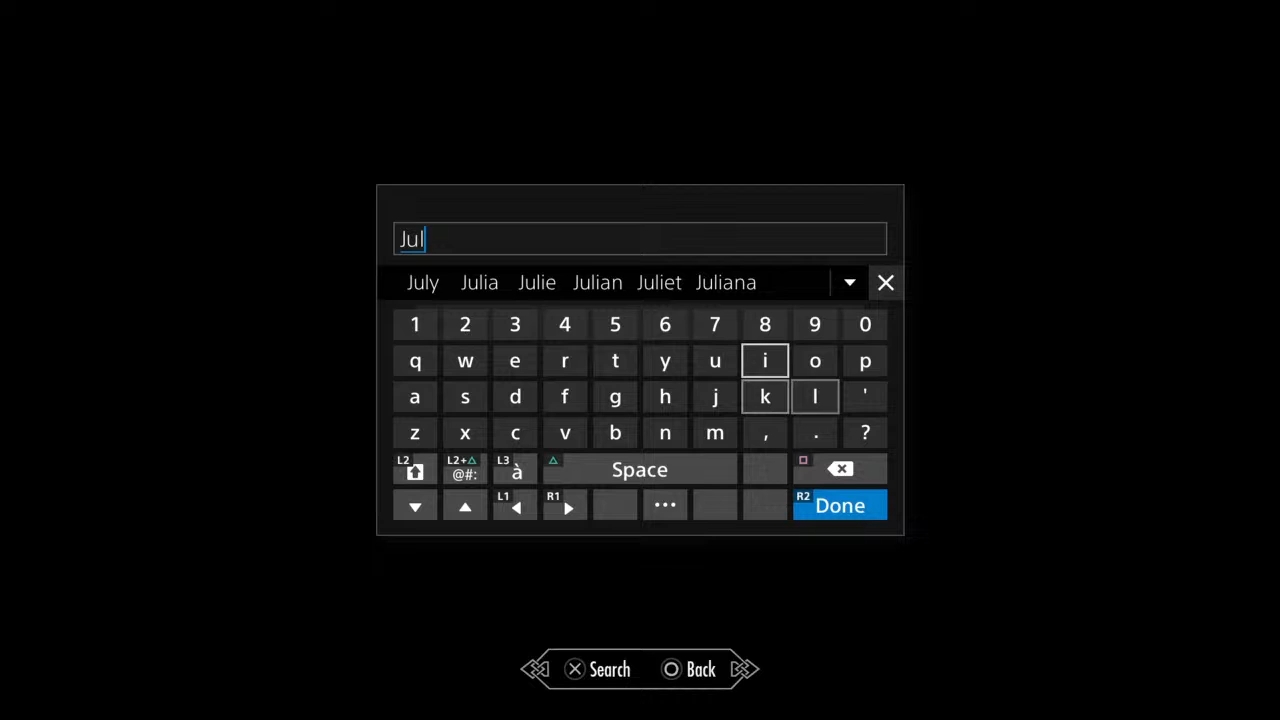 Jul
July Julia Julie Julian Juliet Juliana
1 2 3 4 5 6 7 8 9 0
q w e r t y u i o p
a s d f g h j k l '
z x c v b n m , . ?
L2 L2+△ @#: L3 à △ Space
L1 R1 ... R2 Done
Search Back